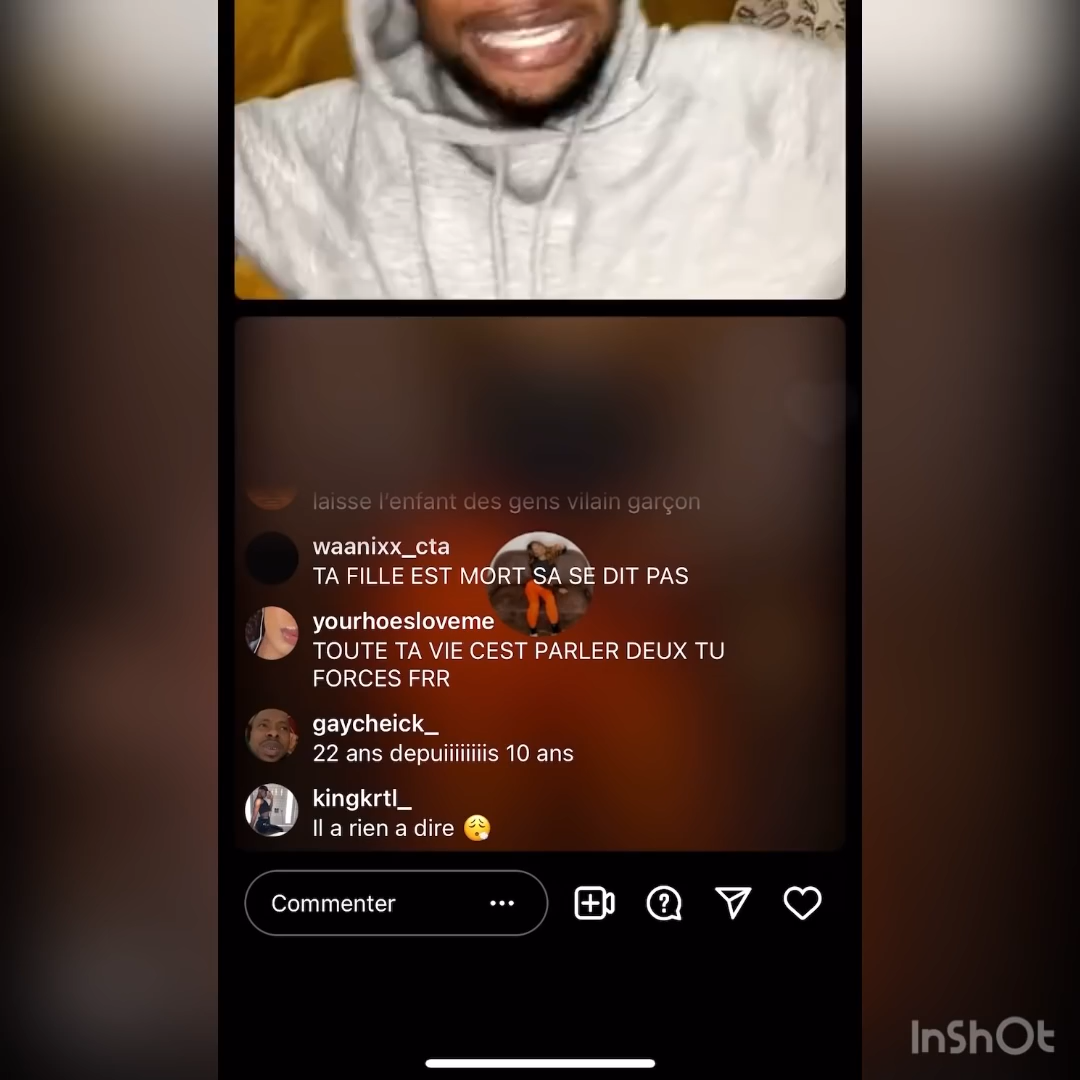 laisse l'enfant des gens vilain garçon
waanixx_cta
TA FILLE EST MORT SA SE DIT PAS
yourhoesloveme
TOUTE TA VIE CEST PARLER DEUX TU
FORCES FRR
gaycheick_
22 ans depuiiiiiiiiis 10 ans
kingkrtl_
Il a rien a dire 😮‍💨
Commenter
InShOt